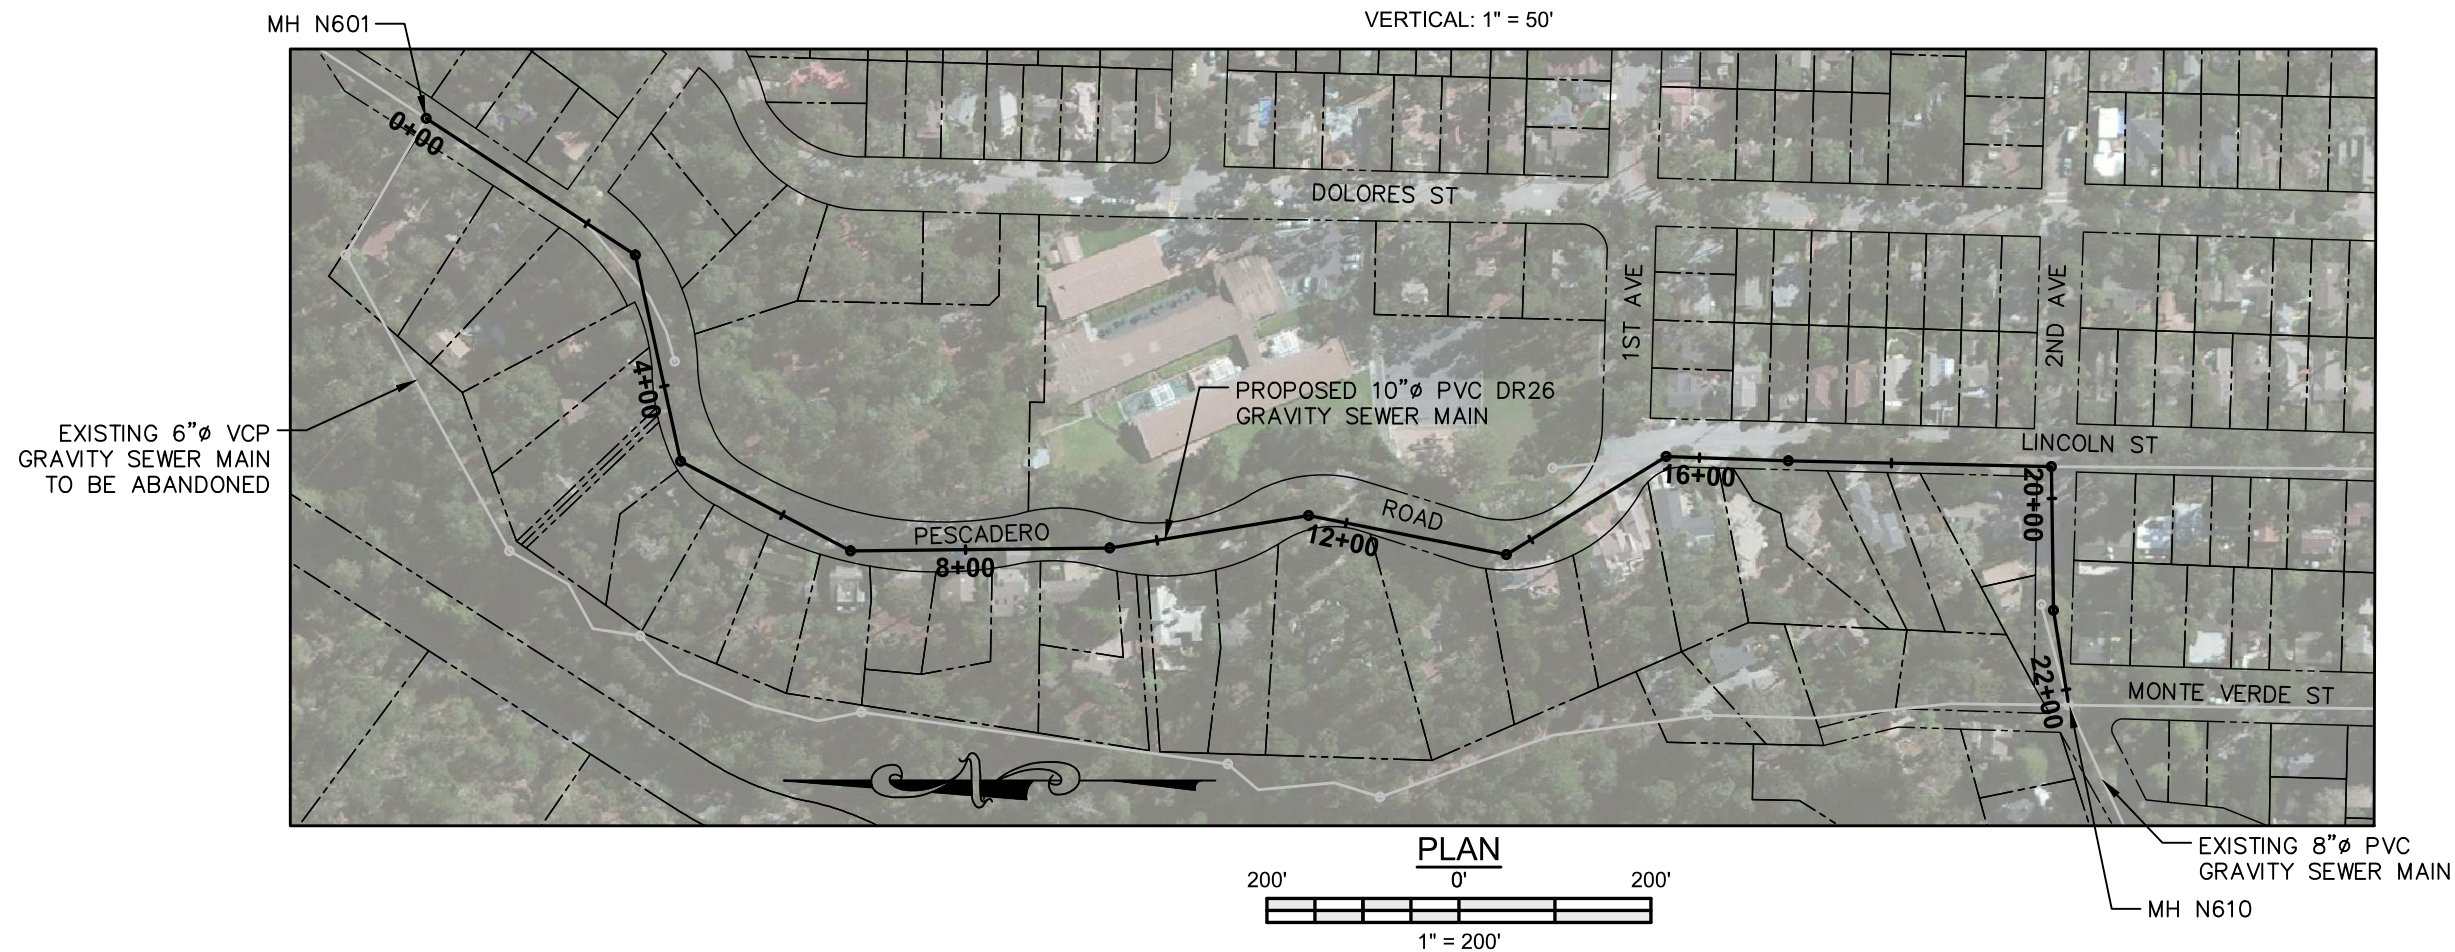 MH N601
VERTICAL: 1" = 50'
0+00
DOLORES ST
1ST AVE
2ND AVE
4+00
PROPOSED 10"ø PVC DR26
GRAVITY SEWER MAIN
EXISTING 6"ø VCP
GRAVITY SEWER MAIN
TO BE ABANDONED
LINCOLN ST
16+00
20+00
PESCADERO
ROAD
12+00
8+00
22+00
MONTE VERDE ST
N
PLAN
200'
0'
200'
1" = 200'
EXISTING 8"ø PVC
GRAVITY SEWER MAIN
MH N610